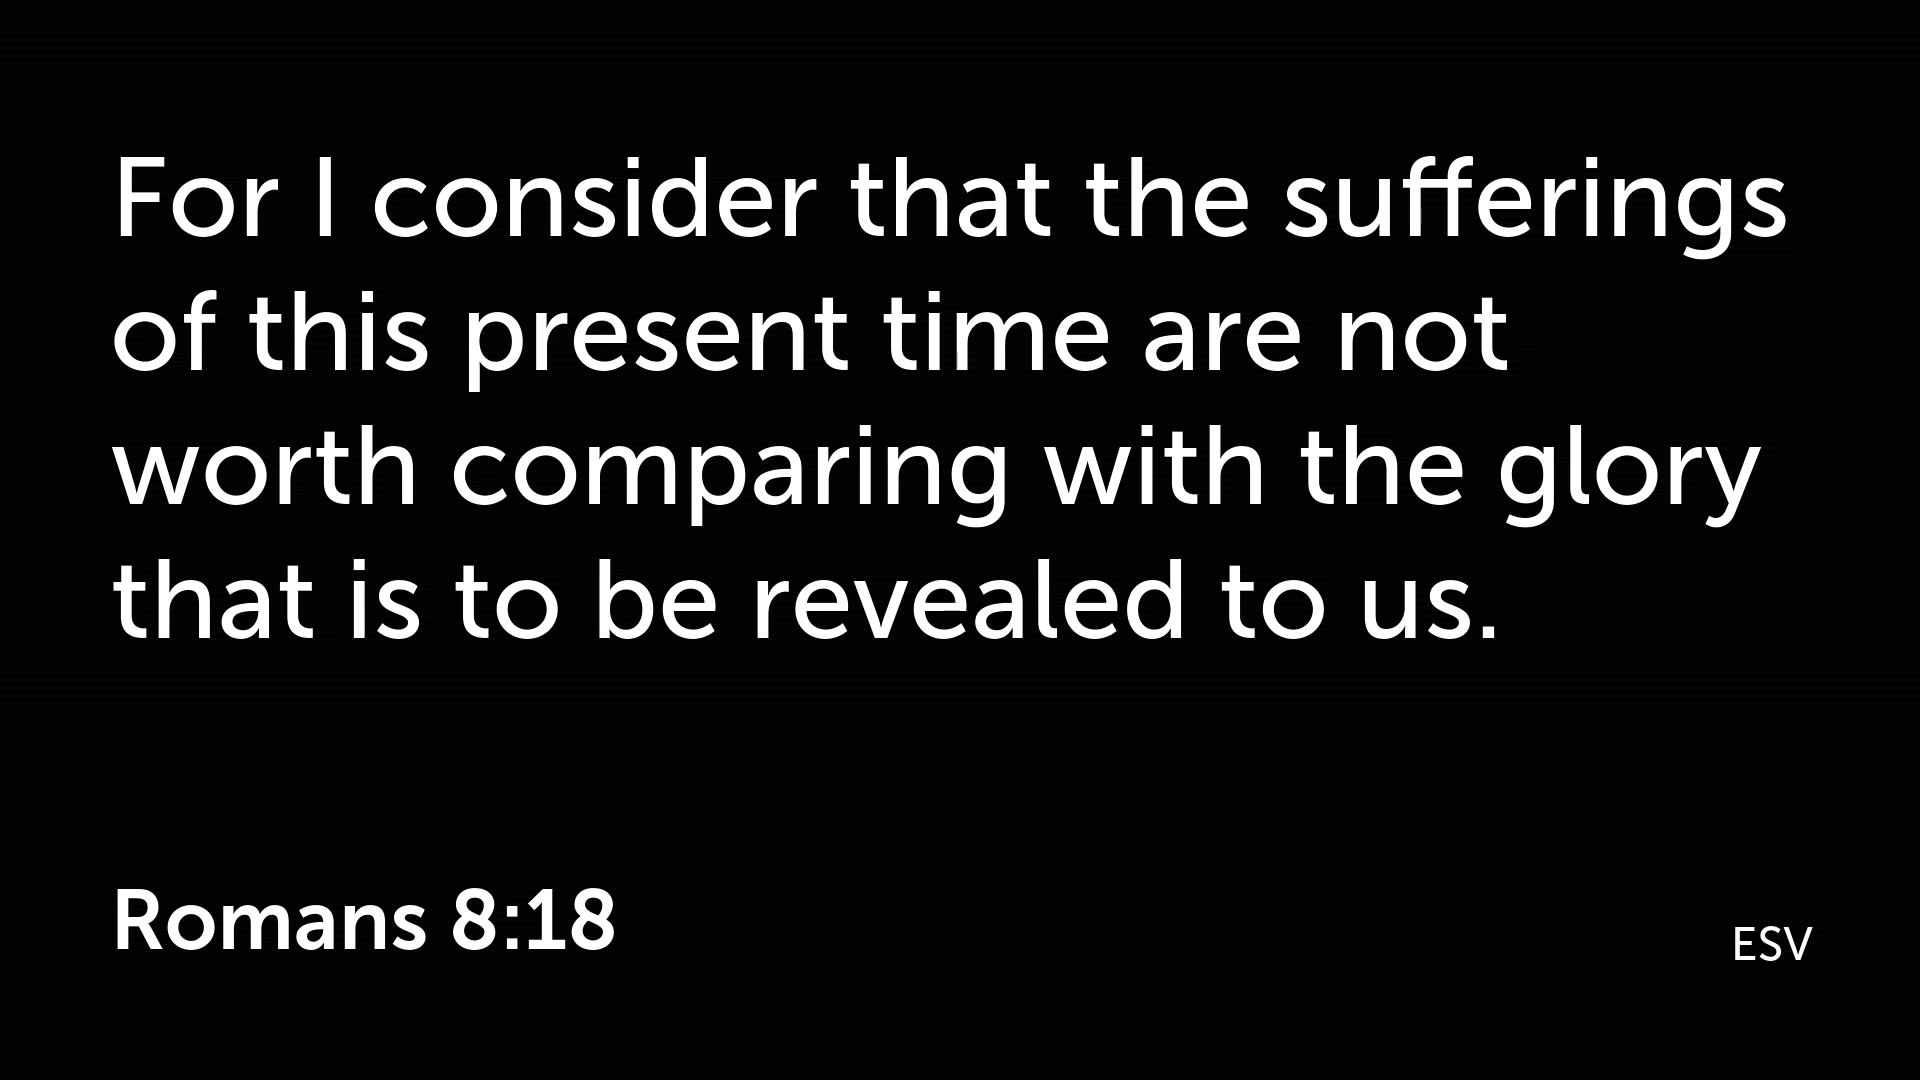 For I consider that the sufferings
of this present time are not
worth comparing with the glory
that is to be revealed to us.
Romans 8:18
ESV